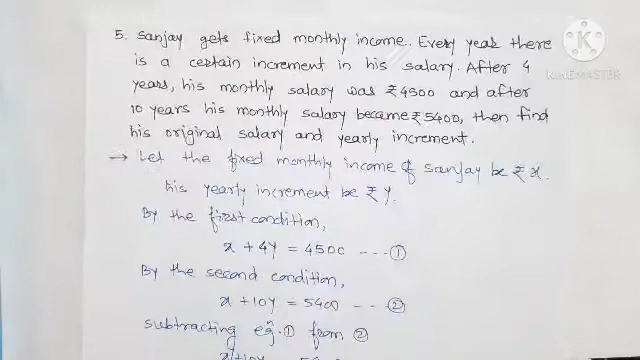 5. Sanjay gets fixed monthly income. Every year there
is a certain increment in his salary. After 4
years, his monthly salary was ₹4500 and after
10 years his monthly salary became ₹5400, then find
his original salary and yearly increment.
→ Let the fixed monthly income of Sanjay be ₹x.
his yearly increment be ₹y.
By the first condition,
x + 4y = 4500 --- ①
By the second condition,
x + 10y = 5400 --- ②
Subtracting eqn. ① from ②
KINEMASTER